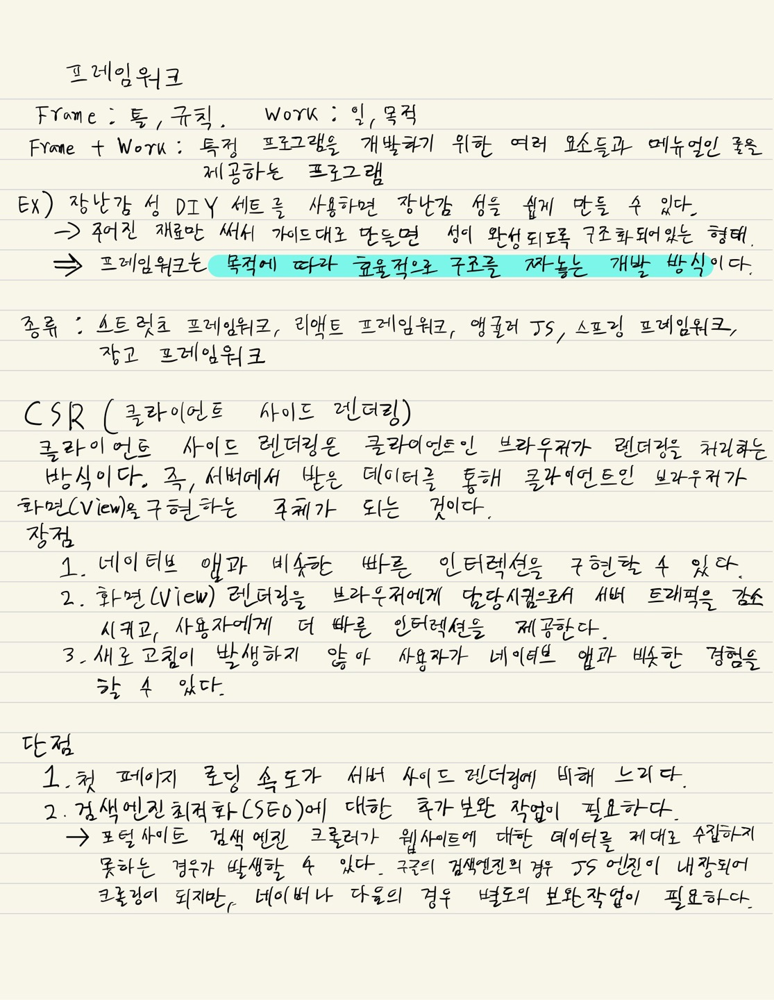 프레임워크
Frame : 틀, 규칙. Work : 일, 목적
Frame + Work : 특정 프로그램을 개발하기 위한 여러 요소들과 메뉴얼인 룰을
제공하는 프로그램
EX) 장난감 성 DIY 세트를 사용하면 장난감 성을 쉽게 만들 수 있다.
→ 주어진 재료만 써서 가이드대로 만들면 성이 완성되도록 구조화되어있는 형태.
⇒ 프레임워크는 목적에 따라 효율적으로 구조를 짜놓는 개발 방식이다.
종류 : 스트럿츠 프레임워크, 리액트 프레임워크, 앵귤러 JS, 스프링 프레임워크,
장고 프레임워크
CSR (클라이언트 사이드 렌더링)
클라이언트 사이드 렌더링은 클라이언트인 브라우저가 렌더링을 처리하는
방식이다. 즉, 서버에서 받은 데이터를 통해 클라이언트인 브라우저가
화면(View)을 구현하는 주체가 되는 것이다.
장점
1. 네이티브 앱과 비슷한 빠른 인터렉션을 구현할 수 있다.
2. 화면(View) 렌더링을 브라우저에게 담당시킴으로서 서버 트래픽을 감소
시키고, 사용자에게 더 빠른 인터렉션을 제공한다.
3. 새로고침이 발생하지 않아 사용자가 네이티브 앱과 비슷한 경험을
할 수 있다.
단점
1. 첫 페이지 로딩 속도가 서버 사이드 렌더링에 비해 느리다.
2. 검색엔진최적화(SEO)에 대한 추가 보완 작업이 필요하다.
→ 포털사이트 검색엔진 크롤러가 웹사이트에 대한 데이터를 제대로 수집하지
못하는 경우가 발생할 수 있다. 구글의 검색엔진의 경우 JS 엔진이 내장되어
크롤링이 되지만, 네이버나 다음의 경우 별도의 보완작업이 필요하다.